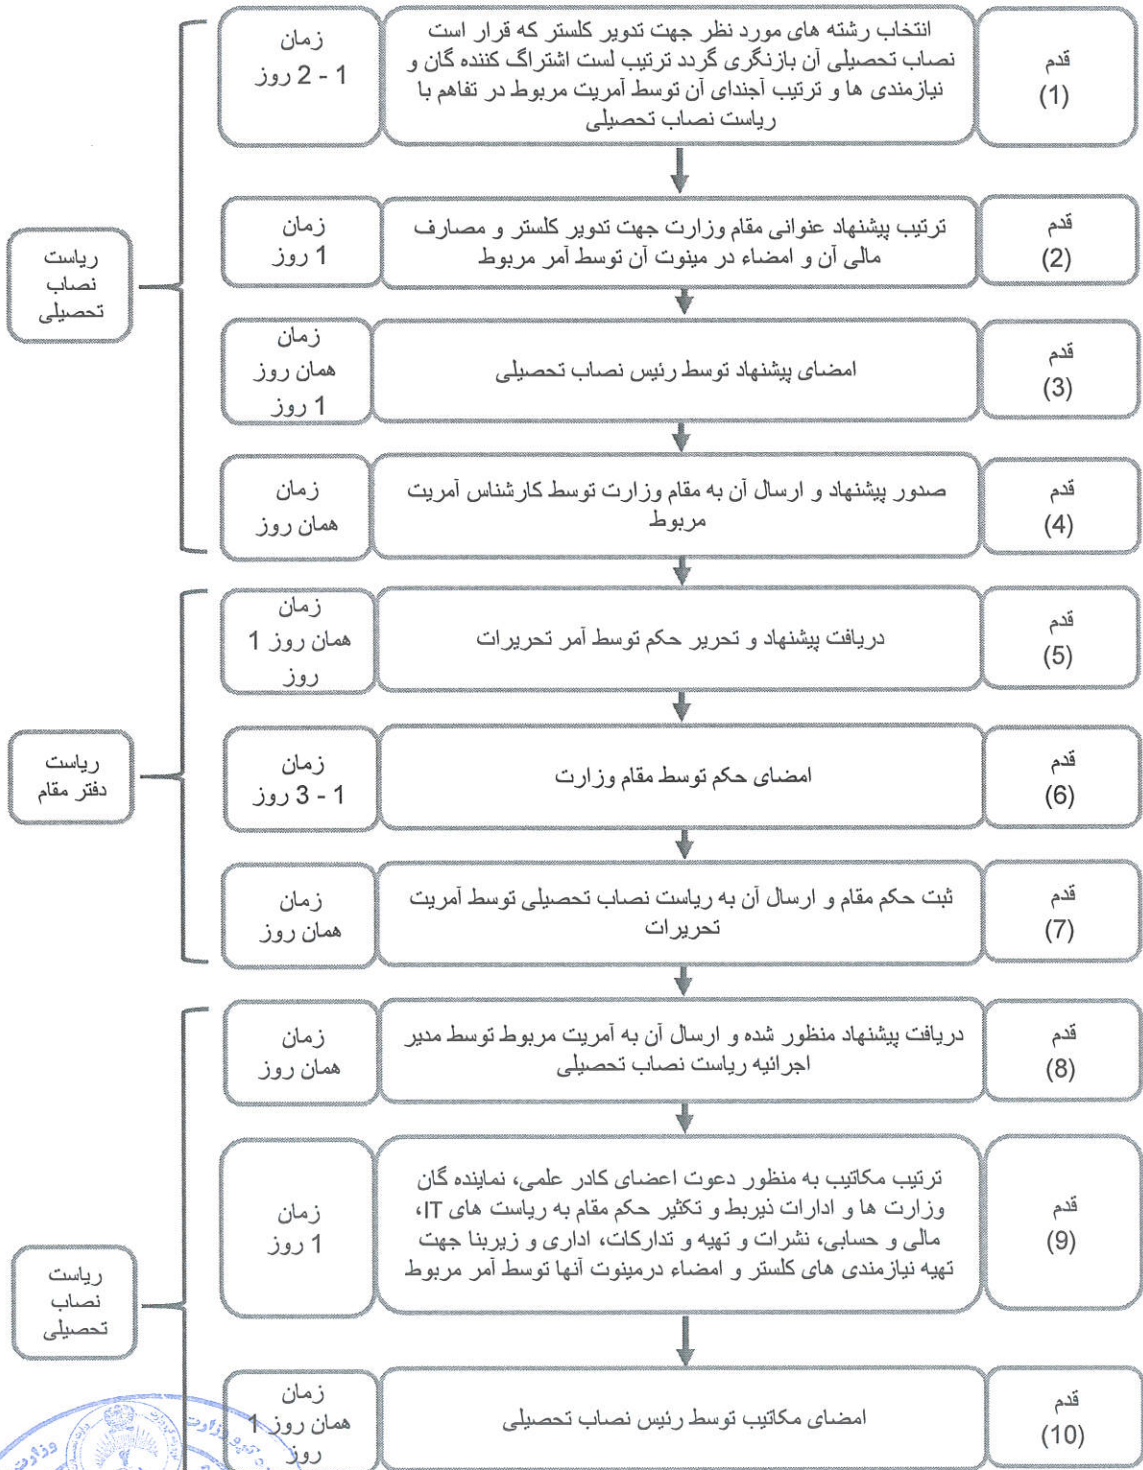 قدم
(1)
انتخاب رشته های مورد نظر جهت تدویر کلستر که قرار است
نصاب تحصیلی آن بازنگری گردد ترتیب لست اشتراگ کننده گان و
نیازمندی ها و ترتیب آجندای آن توسط آمریت مربوط در تفاهم با
ریاست نصاب تحصیلی
زمان
1 - 2 روز
قدم
(2)
ترتیب پیشنهاد عنوانی مقام وزارت جهت تدویر کلستر و مصارف
مالی آن و امضاء در مینوت آن توسط آمر مربوط
زمان
1 روز
ریاست
نصاب
تحصیلی
قدم
(3)
امضای پیشنهاد توسط رئیس نصاب تحصیلی
زمان
همان روز
1 روز
قدم
(4)
صدور پیشنهاد و ارسال آن به مقام وزارت توسط کارشناس آمریت
مربوط
زمان
همان روز
قدم
(5)
دریافت پیشنهاد و تحریر حکم توسط آمر تحریرات
زمان
همان روز 1
روز
قدم
(6)
امضای حکم توسط مقام وزارت
زمان
1 - 3 روز
ریاست
دفتر مقام
قدم
(7)
ثبت حکم مقام و ارسال آن به ریاست نصاب تحصیلی توسط آمریت
تحریرات
زمان
همان روز
قدم
(8)
دریافت پیشنهاد منظور شده و ارسال آن به آمریت مربوط توسط مدیر
اجرائیه ریاست نصاب تحصیلی
زمان
همان روز
قدم
(9)
ترتیب مکاتیب به منظور دعوت اعضای کادر علمی، نماینده گان
وزارت ها و ادارات ذیربط و تکثیر حکم مقام به ریاست های IT،
مالی و حسابی، نشرات و تهیه و تدارکات، اداری و زیربنا جهت
تهیه نیازمندی های کلستر و امضاء درمینوت آنها توسط آمر مربوط
زمان
1 روز
ریاست
نصاب
تحصیلی
قدم
(10)
امضای مکاتیب توسط رئیس نصاب تحصیلی
زمان
همان روز 1
روز
وزارت